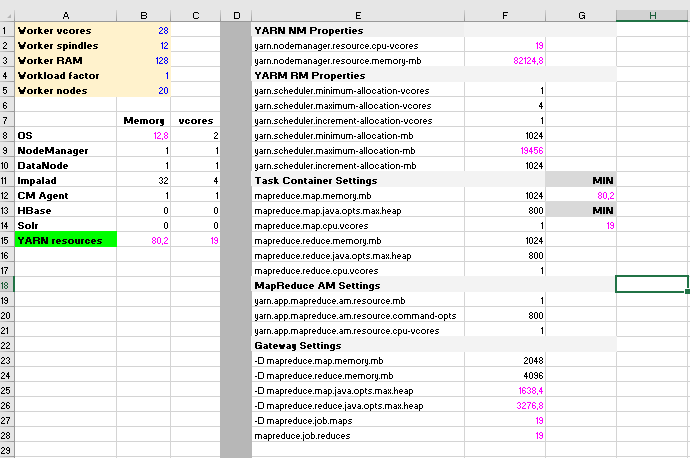 A B C D E F G H
1 Worker vcores 28 YARN NM Properties
2 Worker spindles 12 yarn.nodemanager.resource.cpu-vcores 19
3 Worker RAM 128 yarn.nodemanager.resource.memory-mb 82124,8
4 Workload factor 1 YARM RM Properties
5 Worker nodes 20 yarn.scheduler.minimum-allocation-vcores 1
6 yarn.scheduler.maximum-allocation-vcores 4
7 Memory vcores yarn.scheduler.increment-allocation-vcores 1
8 OS 12,8 2 yarn.scheduler.minimum-allocation-mb 1024
9 NodeManager 1 1 yarn.scheduler.maximum-allocation-mb 19456
10 DataNode 1 1 yarn.scheduler.increment-allocation-mb 1024
11 Impalad 32 4 Task Container Settings MIN
12 CM Agent 1 1 mapreduce.map.memory.mb 1024 80,2
13 HBase 0 0 mapreduce.map.java.opts.max.heap 800 MIN
14 Solr 0 0 mapreduce.map.cpu.vcores 1 19
15 YARN resources 80,2 19 mapreduce.reduce.memory.mb 1024
16 mapreduce.reduce.java.opts.max.heap 800
17 mapreduce.reduce.cpu.vcores 1
18 MapReduce AM Settings
19 yarn.app.mapreduce.am.resource.mb 1
20 yarn.app.mapreduce.am.resource.command-opts 800
21 yarn.app.mapreduce.am.resource.cpu-vcores 1
22 Gateway Settings
23 -D mapreduce.map.memory.mb 2048
24 -D mapreduce.reduce.memory.mb 4096
25 -D mapreduce.map.java.opts.max.heap 1638,4
26 -D mapreduce.reduce.java.opts.max.heap 3276,8
27 -D mapreduce.job.maps 19
28 mapreduce.job.reduces 19
29